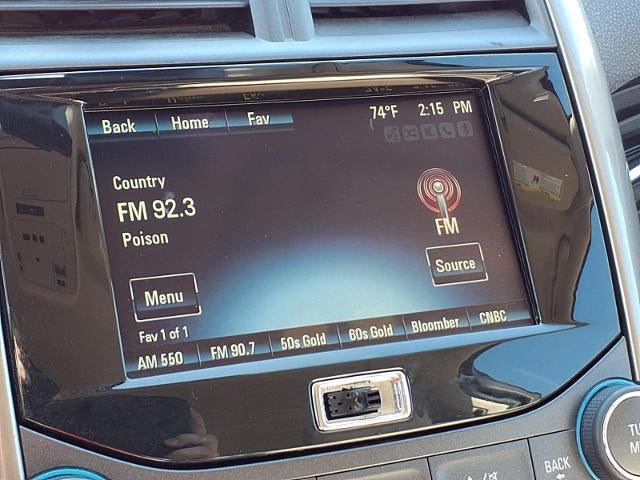 Back Home Fav 74°F 2:15 PM
Country
FM 92.3
Poison
FM
Menu
Source
Fav 1 of 1
AM 550 FM 90.7 50s Gold 60s Gold Bloomber CNBC
BACK